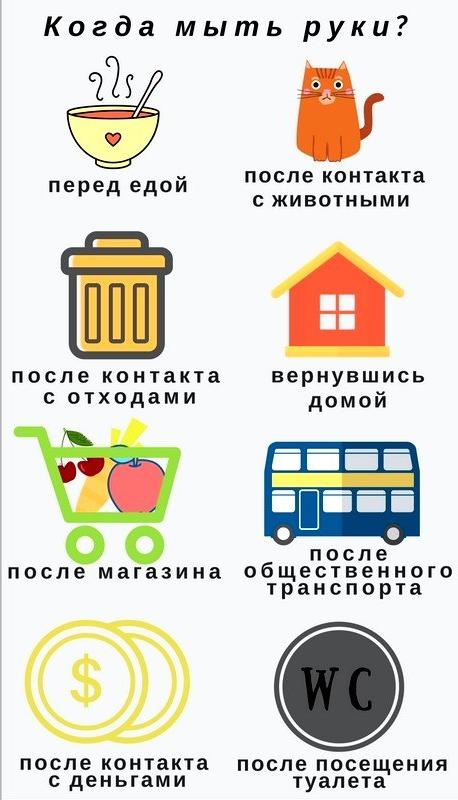 Когда мыть руки?
перед едой
после контакта
с животными
после контакта
с отходами
вернувшись
домой
после магазина
после
общественного
транспорта
$
после контакта
с деньгами
WC
после посещения
туалета